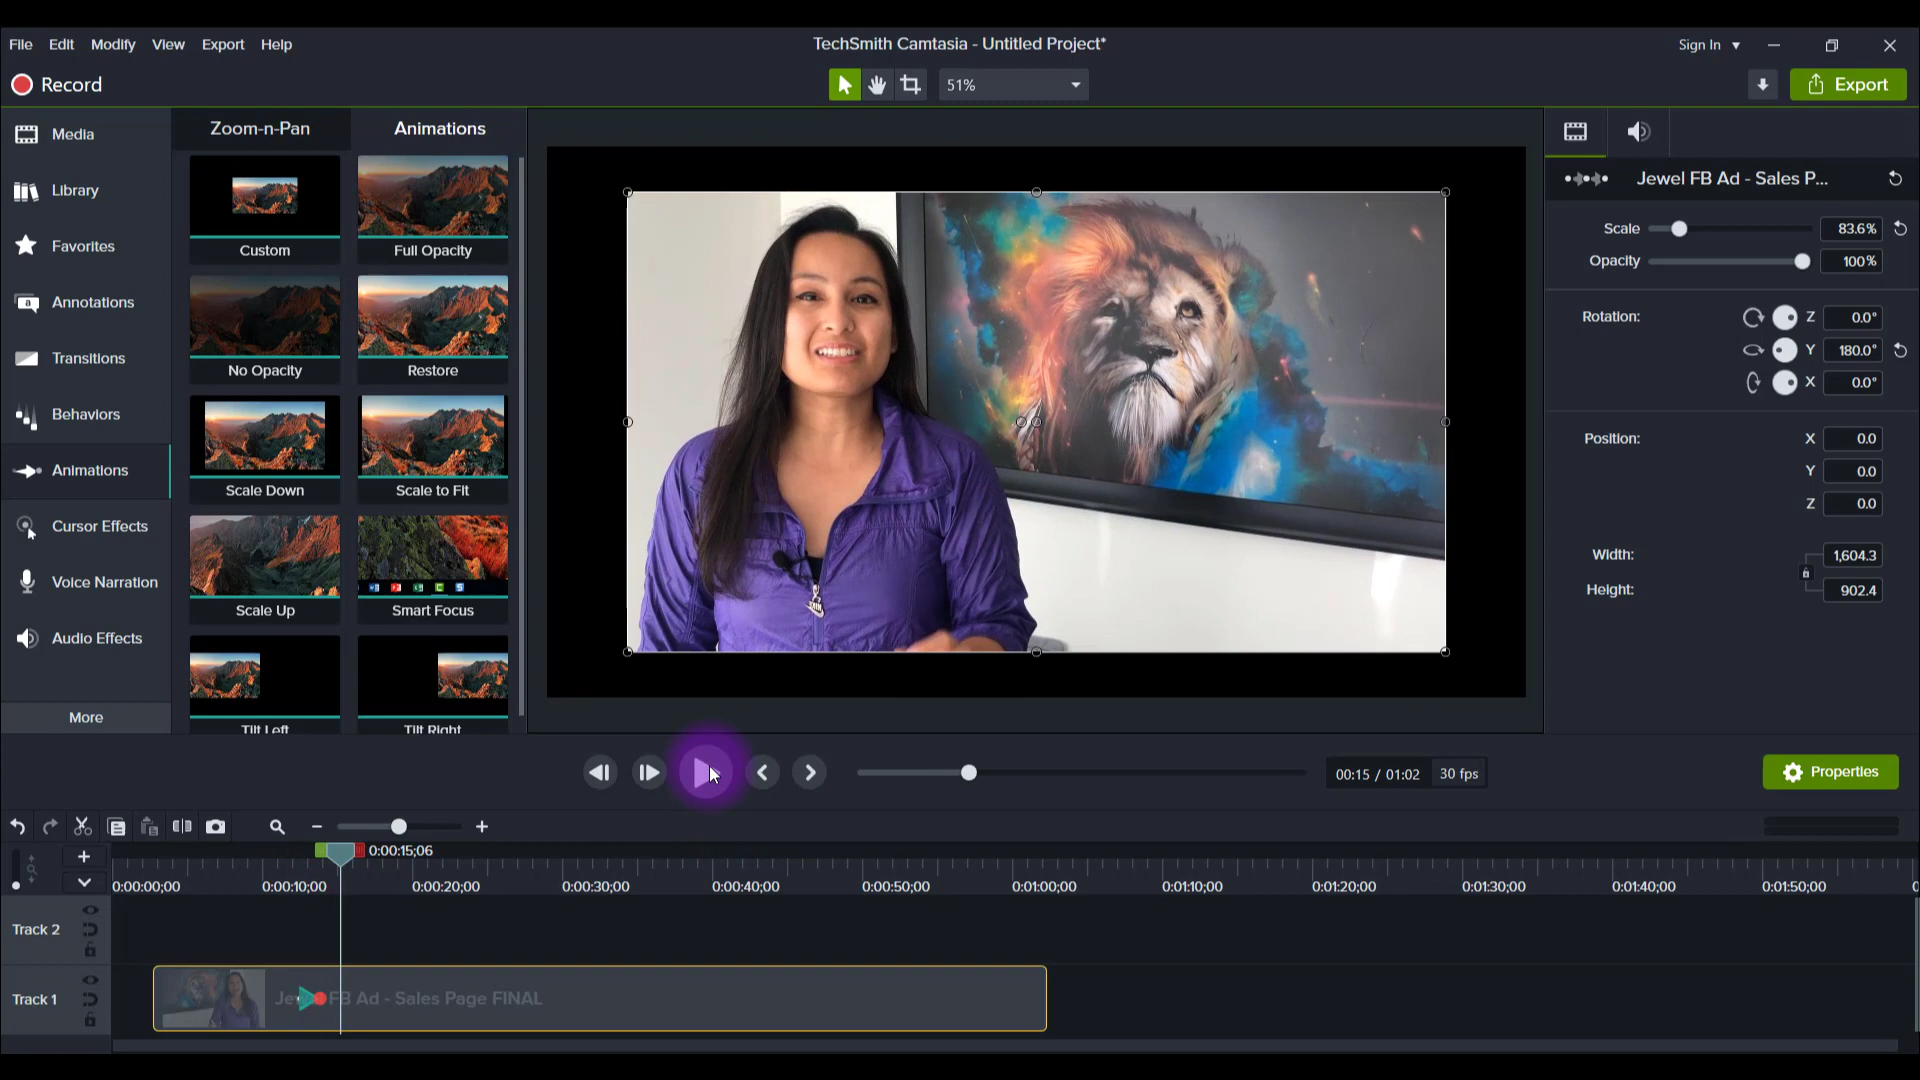 File Edit Modify View Export Help
TechSmith Camtasia - Untitled Project*
Sign In
Record
51%
Export
Media
Library
Favorites
Annotations
Transitions
Behaviors
Animations
Cursor Effects
Voice Narration
Audio Effects
More
Zoom-n-Pan
Animations
Custom
Full Opacity
No Opacity
Restore
Scale Down
Scale to Fit
Scale Up
Smart Focus
Tilt Left
Tilt Right
Jewel FB Ad - Sales P...
Scale 83.6%
Opacity 100%
Rotation: Z 0.0°
Y 180.0°
X 0.0°
Position: X 0.0
Y 0.0
Z 0.0
Width: 1,604.3
Height: 902.4
00:15 / 01:02 30 fps
Properties
0:00:15;06
0:00:00;00 0:00:10;00 0:00:20;00 0:00:30;00 0:00:40;00 0:00:50;00 0:01:00;00 0:01:10;00 0:01:20;00 0:01:30;00 0:01:40;00 0:01:50;00
Track 2
Track 1
FB Ad - Sales Page FINAL